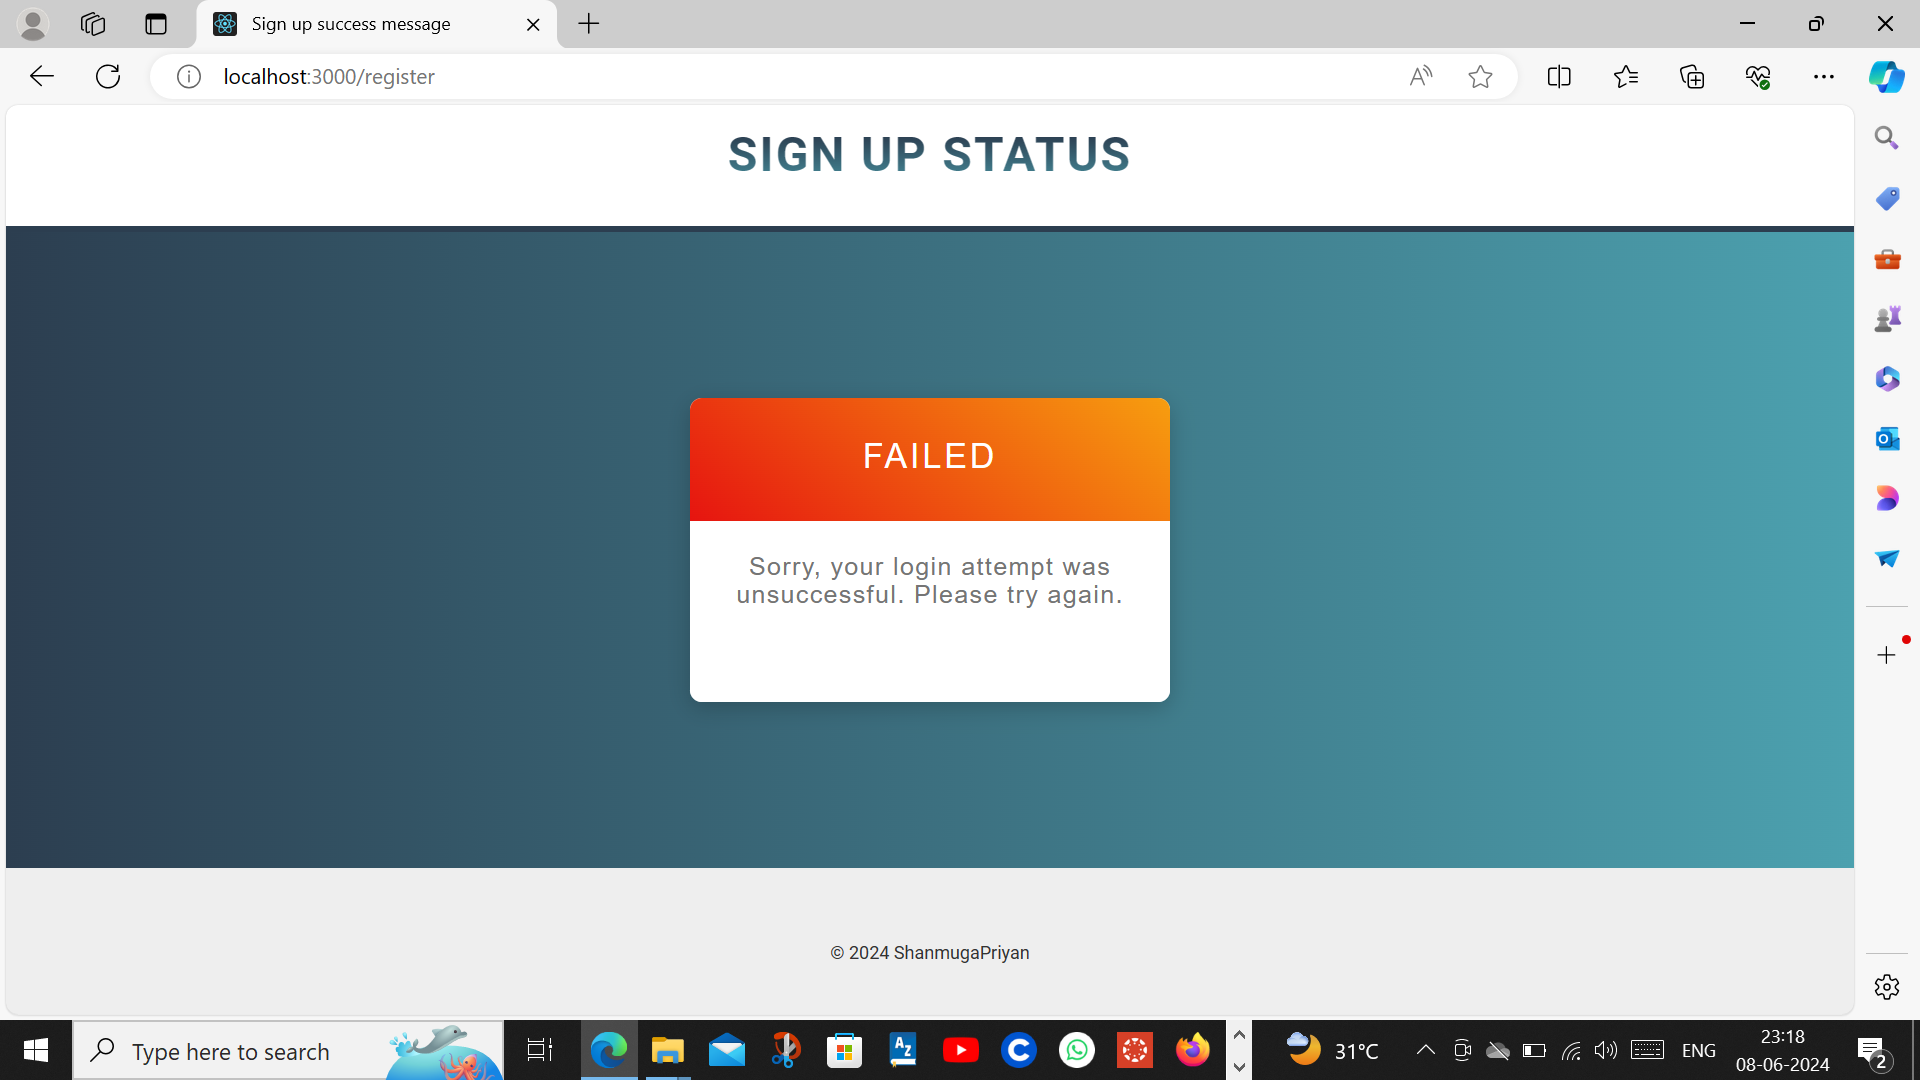 Sign up success message
localhost:3000/register
SIGN UP STATUS
FAILED
Sorry, your login attempt was
unsuccessful. Please try again.
© 2024 ShanmugaPriyan
Type here to search
31°C
ENG
23:18
08-06-2024
2